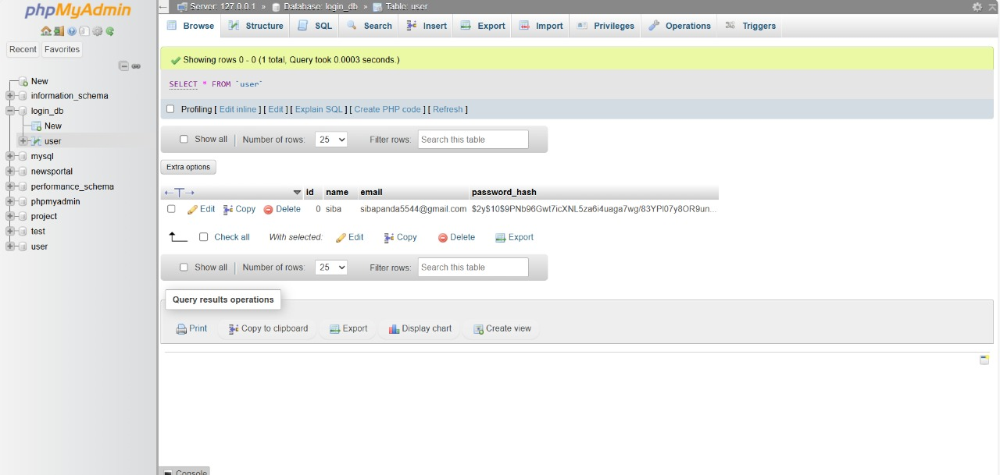 phpMyAdmin
Recent Favorites
New
information_schema
login_db
New
user
mysql
newsportal
performance_schema
phpmyadmin
project
test
user
Server: 127.0.0.1 » Database: login_db » Table: user
Browse Structure SQL Search Insert Export Import Privileges Operations Triggers
Showing rows 0 - 0 (1 total, Query took 0.0003 seconds.)
SELECT * FROM `user`
Profiling [ Edit inline ] [ Edit ] [ Explain SQL ] [ Create PHP code ] [ Refresh ]
Show all Number of rows: 25 Filter rows: Search this table
Extra options
id name email password_hash
Edit Copy Delete 0 siba sibapanda5544@gmail.com $2y$10$9PNb96Gwt7icXNL5za6i4uaga7wg/83YPl07y8OR9un...
Check all With selected: Edit Copy Delete Export
Show all Number of rows: 25 Filter rows: Search this table
Query results operations
Print Copy to clipboard Export Display chart Create view
Console